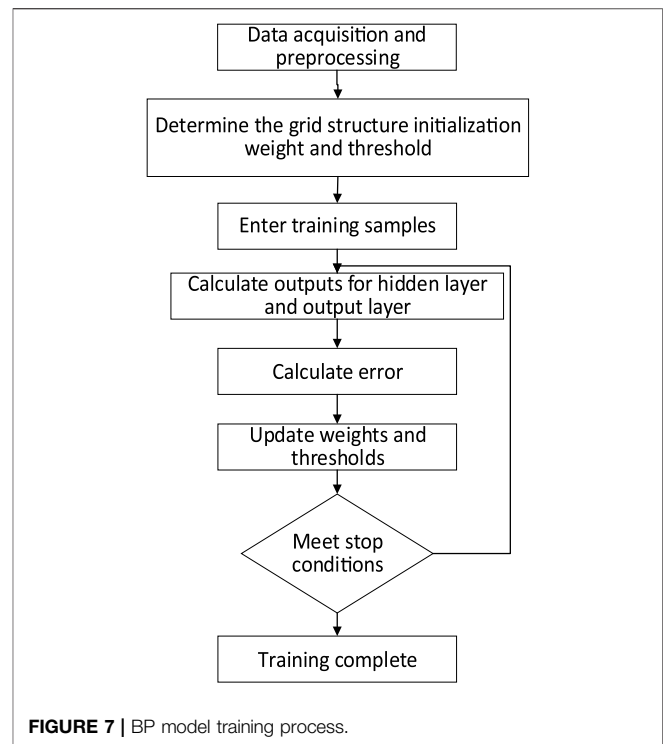 Data acquisition and
preprocessing
Determine the grid structure initialization
weight and threshold
Enter training samples
Calculate outputs for hidden layer
and output layer
Calculate error
Update weights and
thresholds
Meet stop
conditions
Training complete
FIGURE 7 | BP model training process.